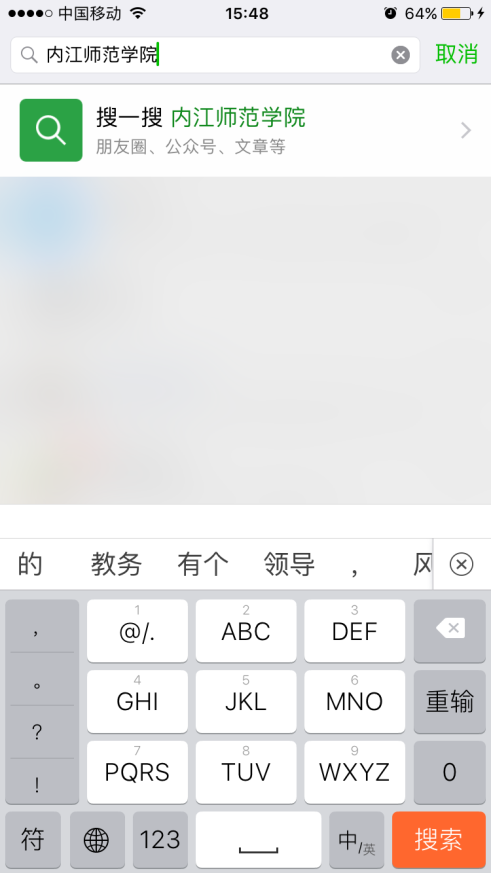 中国移动 15:48 64%
内江师范学院 取消
搜一搜 内江师范学院
朋友圈、公众号、文章等
的 教务 有个 领导 ，
， 1 @/. 2 ABC 3 DEF
。 4 GHI 5 JKL 6 MNO 重输
? 7 PQRS 8 TUV 9 WXYZ 0
!
符 123 中/英 搜索